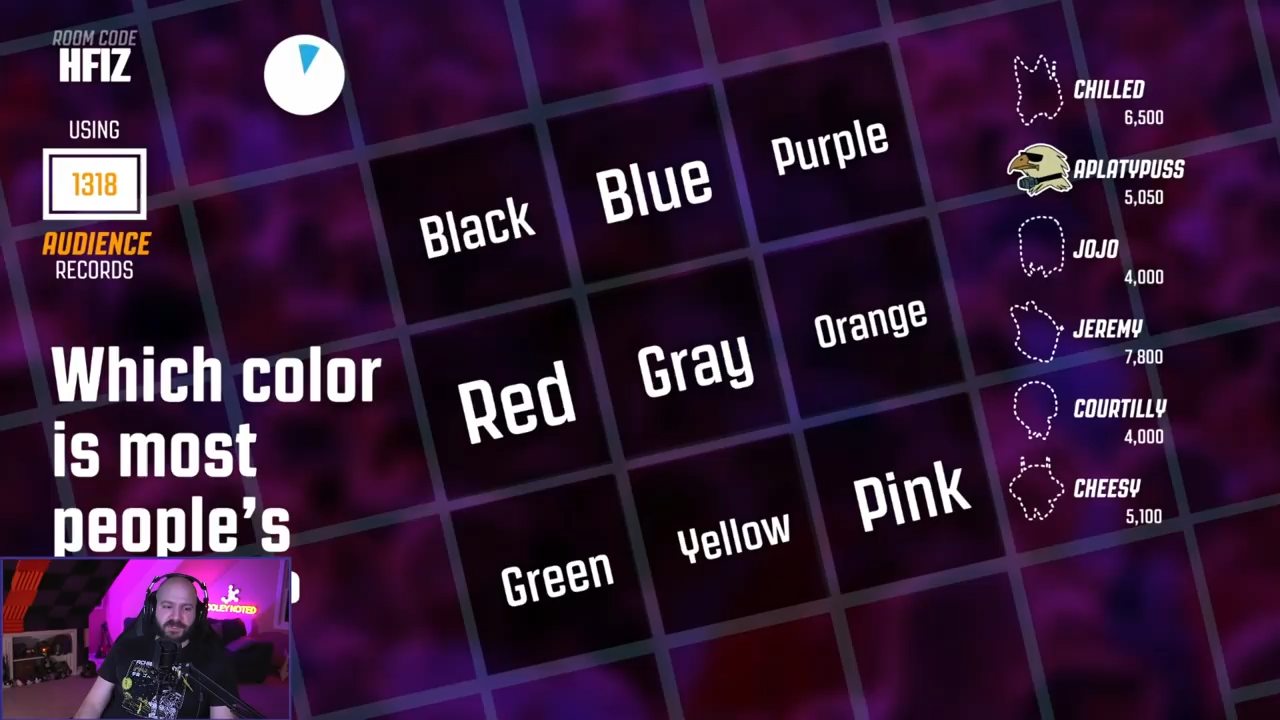 ROOM CODE
HFIZ
USING
1318
AUDIENCE
RECORDS
Which color
is most
people's
Black
Blue
Purple
Red
Gray
Orange
Green
Yellow
Pink
CHILLED
6,500
APLATYPUSS
5,050
JOJO
4,000
JEREMY
7,800
COURTILLY
4,000
CHEESY
5,100
NOTED